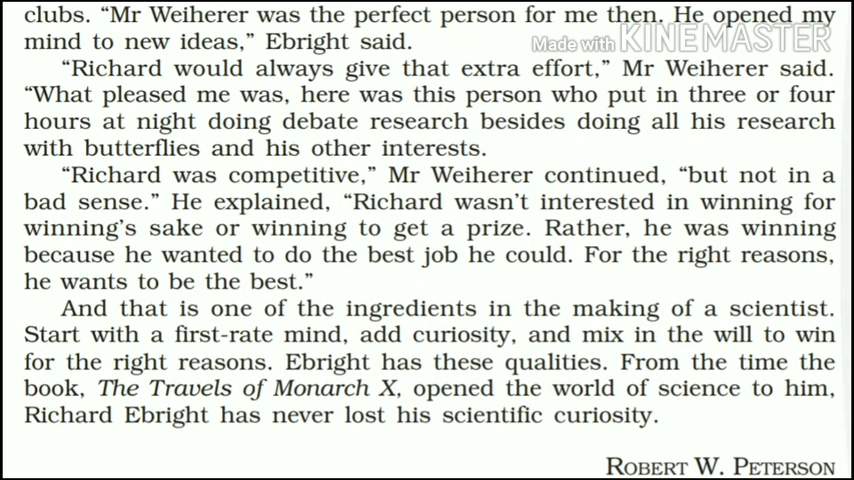 clubs. “Mr Weiherer was the perfect person for me then. He opened my
mind to new ideas,” Ebright said.
Made with KINEMASTER
“Richard would always give that extra effort,” Mr Weiherer said.
“What pleased me was, here was this person who put in three or four
hours at night doing debate research besides doing all his research
with butterflies and his other interests.
“Richard was competitive,” Mr Weiherer continued, “but not in a
bad sense.” He explained, “Richard wasn’t interested in winning for
winning’s sake or winning to get a prize. Rather, he was winning
because he wanted to do the best job he could. For the right reasons,
he wants to be the best.”
And that is one of the ingredients in the making of a scientist.
Start with a first-rate mind, add curiosity, and mix in the will to win
for the right reasons. Ebright has these qualities. From the time the
book, The Travels of Monarch X, opened the world of science to him,
Richard Ebright has never lost his scientific curiosity.
ROBERT W. PETERSON